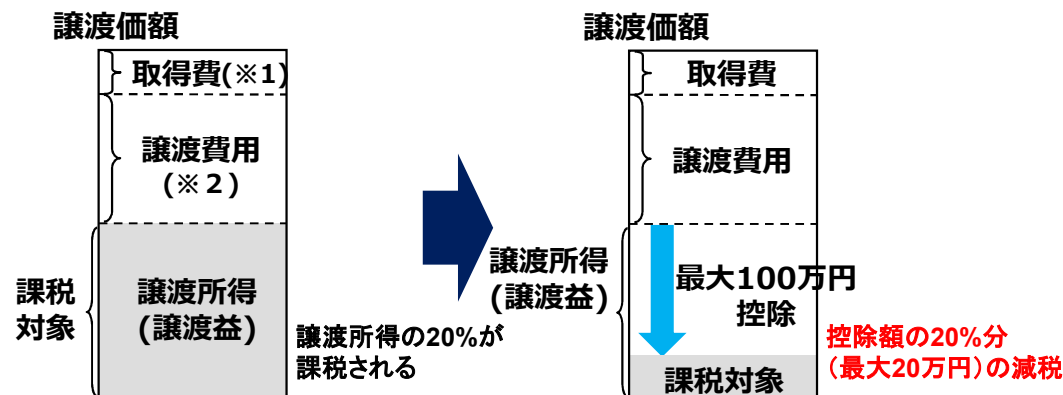 譲渡価額
取得費(※1)
譲渡費用
(※２)
課税
対象
譲渡所得
(譲渡益)
譲渡所得の20%が
課税される
譲渡価額
取得費
譲渡費用
譲渡所得
(譲渡益)
最大100万円
控除
課税対象
控除額の20%分
（最大20万円）の減税